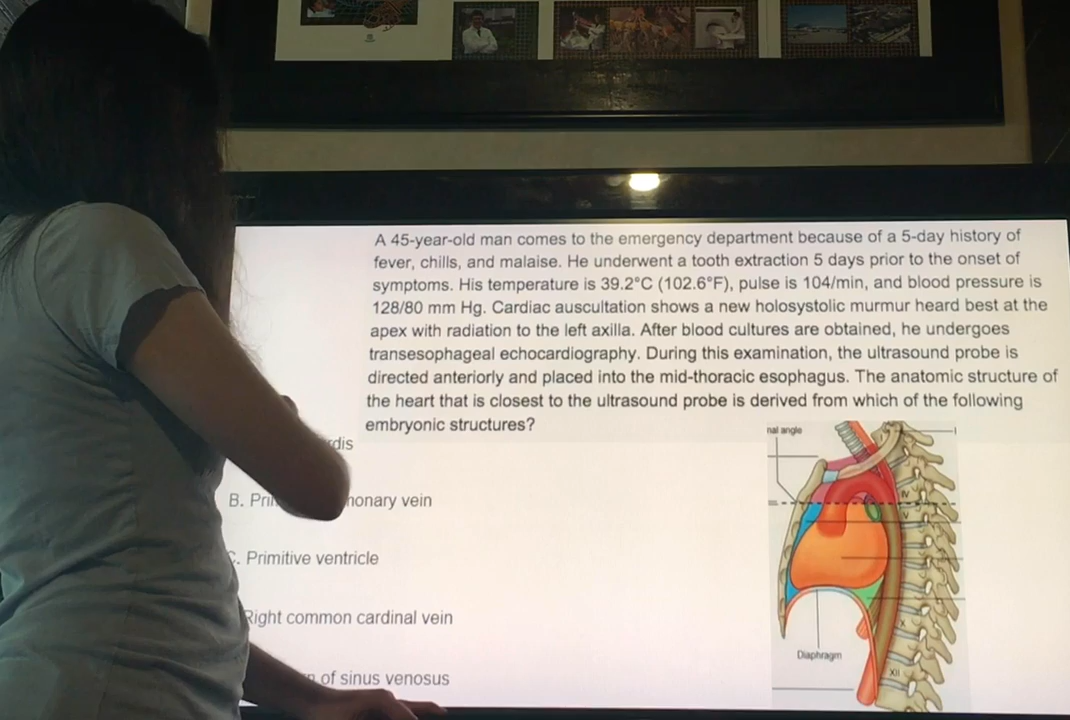 A 45-year-old man comes to the emergency department because of a 5-day history of
fever, chills, and malaise. He underwent a tooth extraction 5 days prior to the onset of
symptoms. His temperature is 39.2°C (102.6°F), pulse is 104/min, and blood pressure is
128/80 mm Hg. Cardiac auscultation shows a new holosystolic murmur heard best at the
apex with radiation to the left axilla. After blood cultures are obtained, he undergoes
transesophageal echocardiography. During this examination, the ultrasound probe is
directed anteriorly and placed into the mid-thoracic esophagus. The anatomic structure of
the heart that is closest to the ultrasound probe is derived from which of the following
embryonic structures?
nal angle
rdis
B. Pri monary vein
C. Primitive ventricle
Right common cardinal vein
of sinus venosus
IV
V
X
Diaphragm
XII